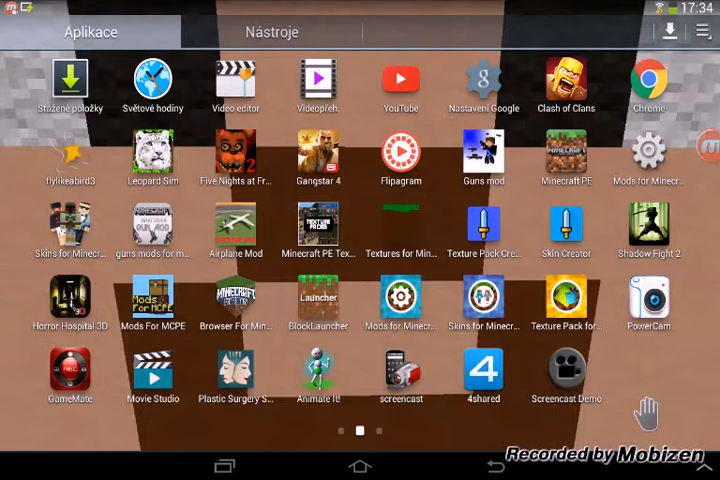 17:34
Aplikace Nástroje
Stažené položky Světové hodiny Video editor Videopřeh. YouTube Nastavení Google Clash of Clans Chrome
flylikeabird3 Leopard Sim Five Nights at Fr... Gangstar 4 Flipagram Guns mod Minecraft PE Mods for Minecr...
Skins for Minecr... guns mods for m... Airplane Mod Minecraft PE Tex... Textures for Min... Texture Pack Cre... Skin Creator Shadow Fight 2
Horror Hospital 3D Mods For MCPE Browser For Min... BlockLauncher Mods for Minecr... Skins for Minecr... Texture Pack for... PowerCam
GameMate Movie Studio Plastic Surgery S... Animate It! screencast 4shared Screencast Demo
Recorded by Mobizen